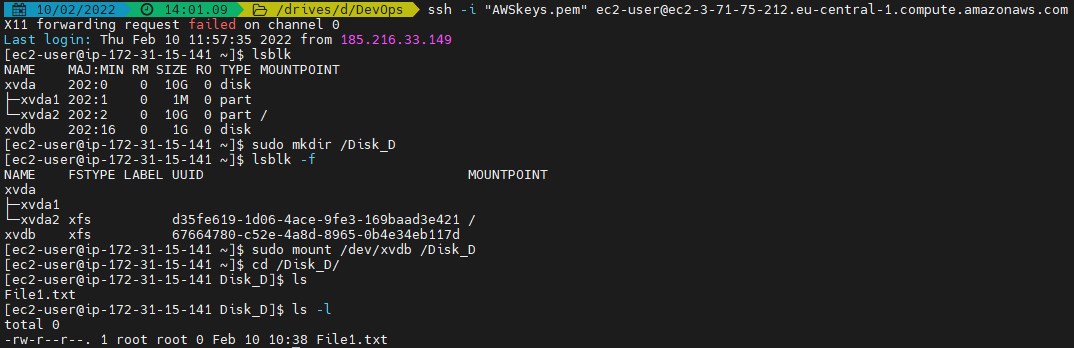 10/02/2022 14:01.09 /drives/d/DevOps ssh -i "AWSkeys.pem" ec2-user@ec2-3-71-75-212.eu-central-1.compute.amazonaws.com
X11 forwarding request failed on channel 0
Last login: Thu Feb 10 11:57:35 2022 from 185.216.33.149
[ec2-user@ip-172-31-15-141 ~]$ lsblk
NAME    MAJ:MIN RM SIZE RO TYPE MOUNTPOINT
xvda    202:0    0  10G  0 disk
├─xvda1 202:1    0   1M  0 part
└─xvda2 202:2    0  10G  0 part /
xvdb    202:16   0   1G  0 disk
[ec2-user@ip-172-31-15-141 ~]$ sudo mkdir /Disk_D
[ec2-user@ip-172-31-15-141 ~]$ lsblk -f
NAME    FSTYPE LABEL UUID                                 MOUNTPOINT
xvda
├─xvda1
└─xvda2 xfs          d35fe619-1d06-4ace-9fe3-169baad3e421 /
xvdb    xfs          67664780-c52e-4a8d-8965-0b4e34eb117d
[ec2-user@ip-172-31-15-141 ~]$ sudo mount /dev/xvdb /Disk_D
[ec2-user@ip-172-31-15-141 ~]$ cd /Disk_D/
[ec2-user@ip-172-31-15-141 Disk_D]$ ls
File1.txt
[ec2-user@ip-172-31-15-141 Disk_D]$ ls -l
total 0
-rw-r--r--. 1 root root 0 Feb 10 10:38 File1.txt